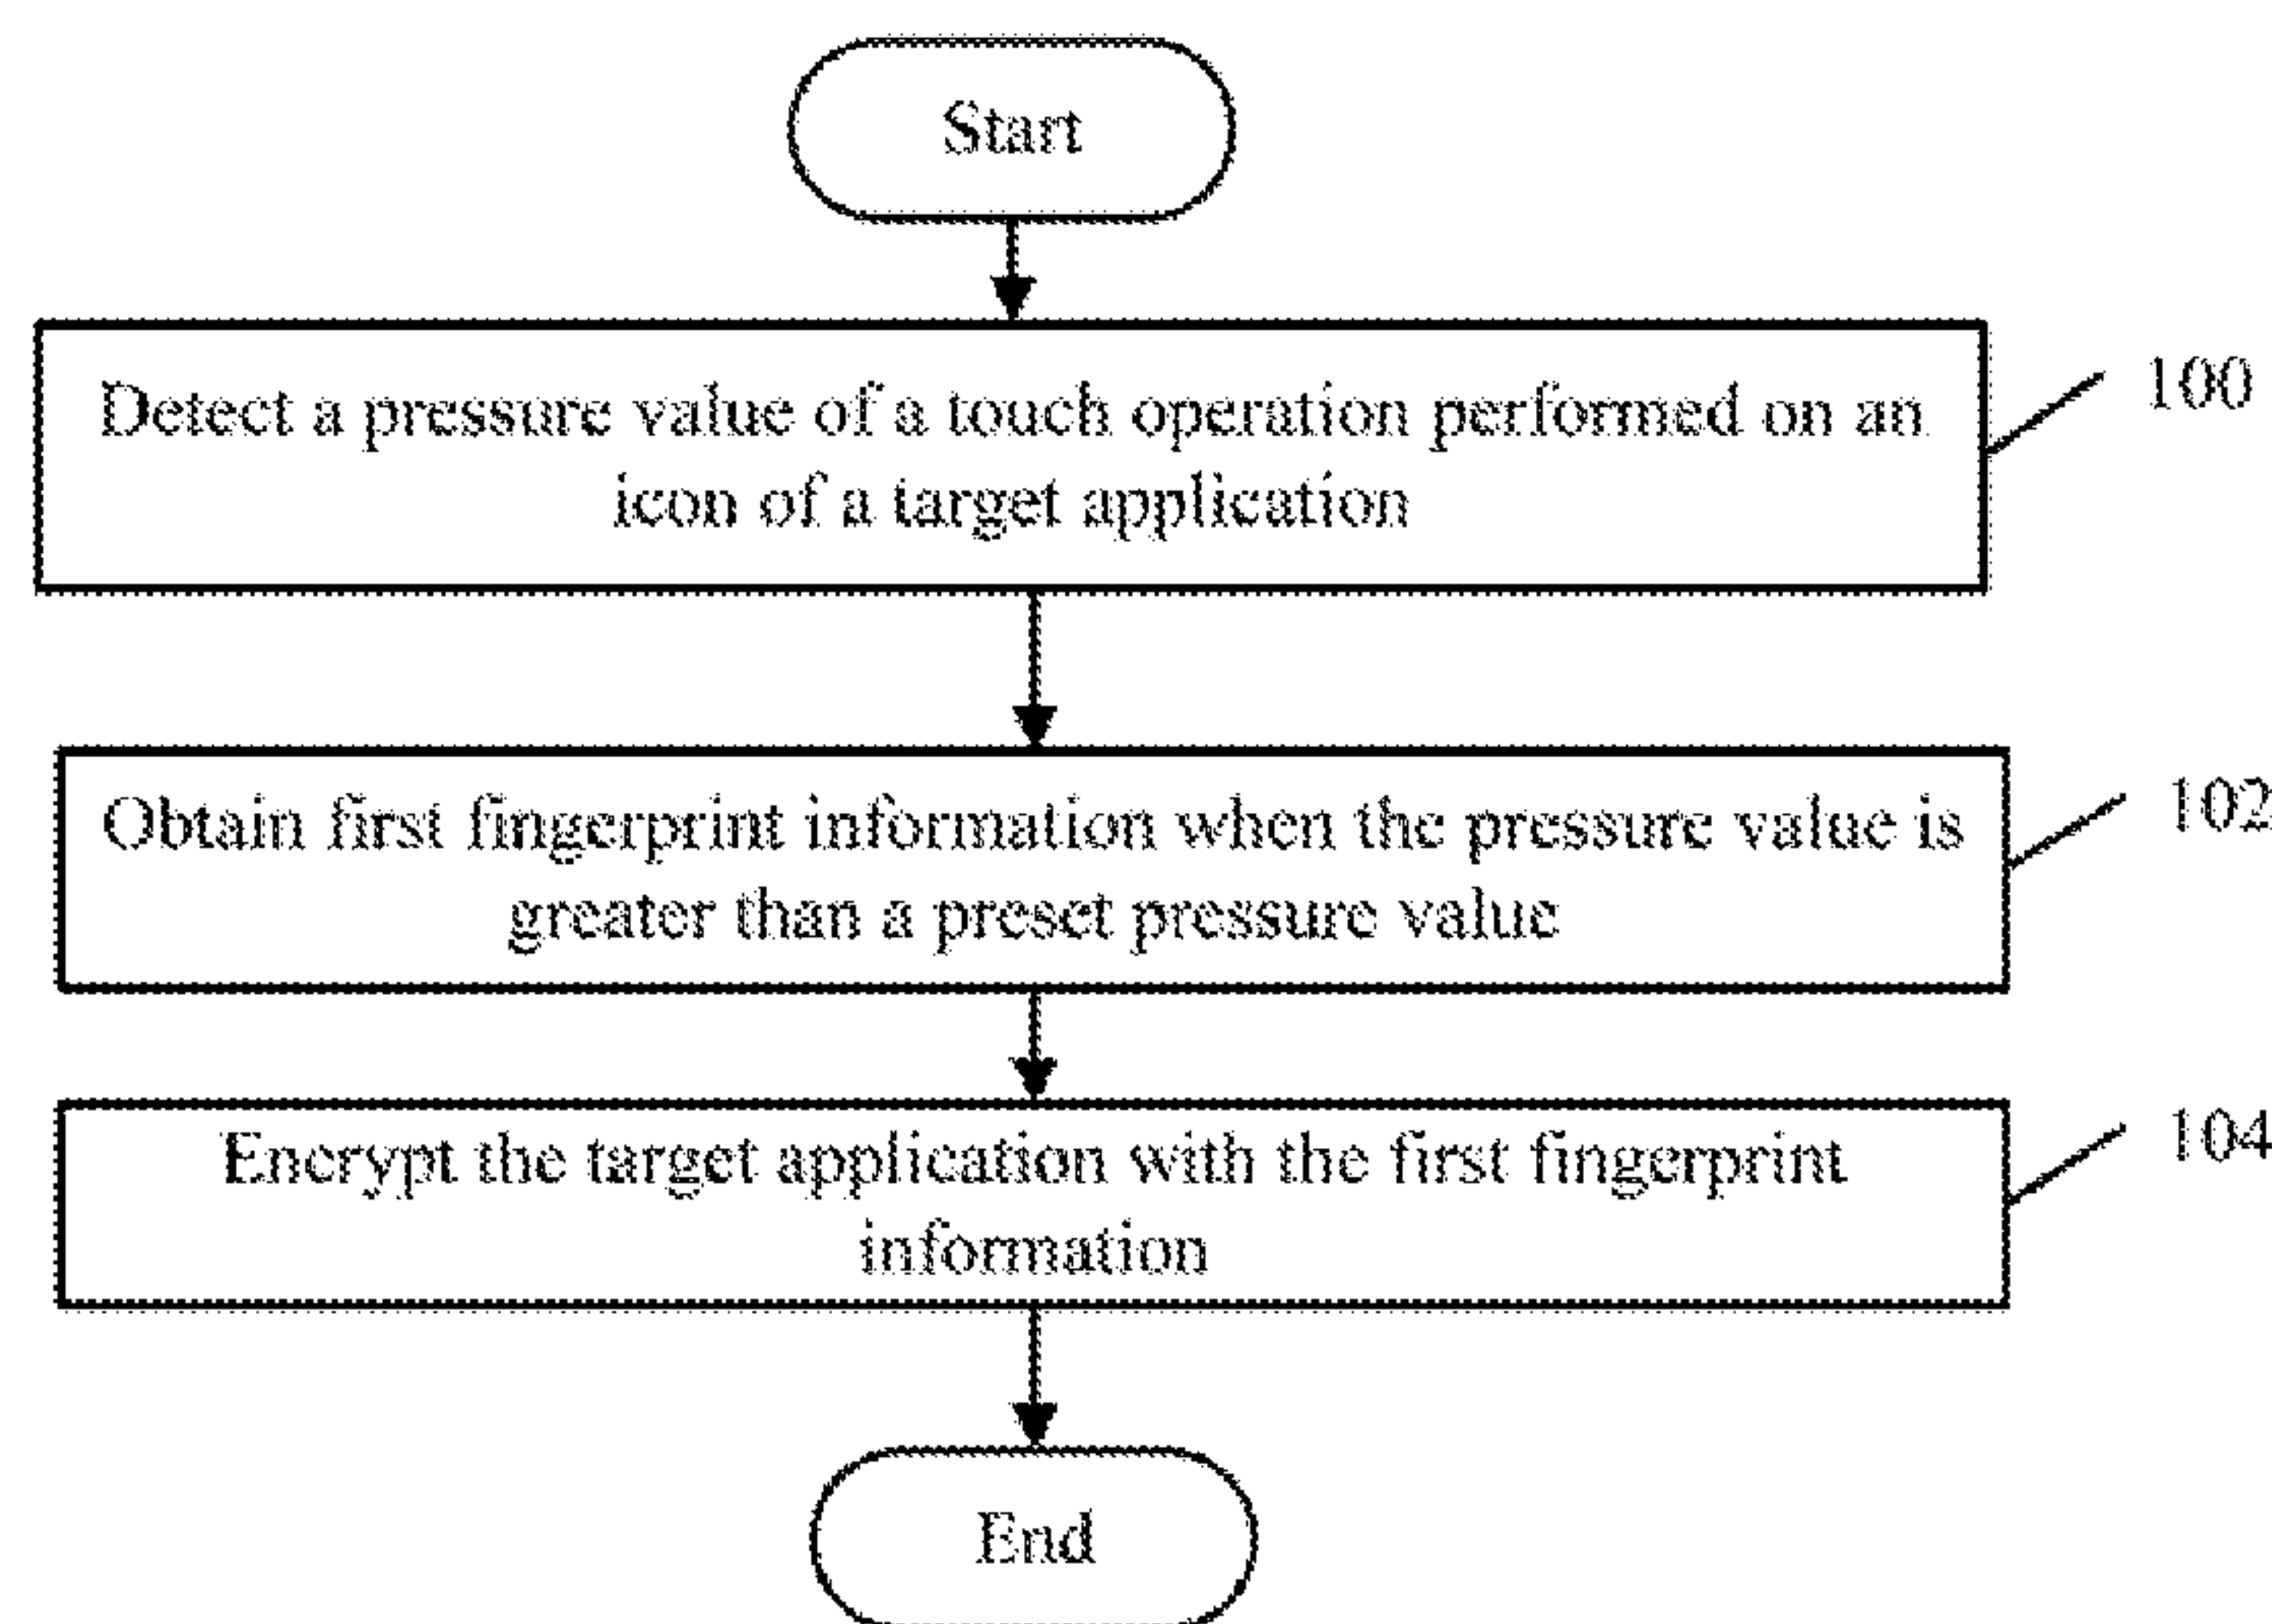 Start
Detect a pressure value of a touch operation performed on an
icon of a target application
100
Obtain first fingerprint information when the pressure value is
greater than a preset pressure value
102
Encrypt the target application with the first fingerprint
information
104
End